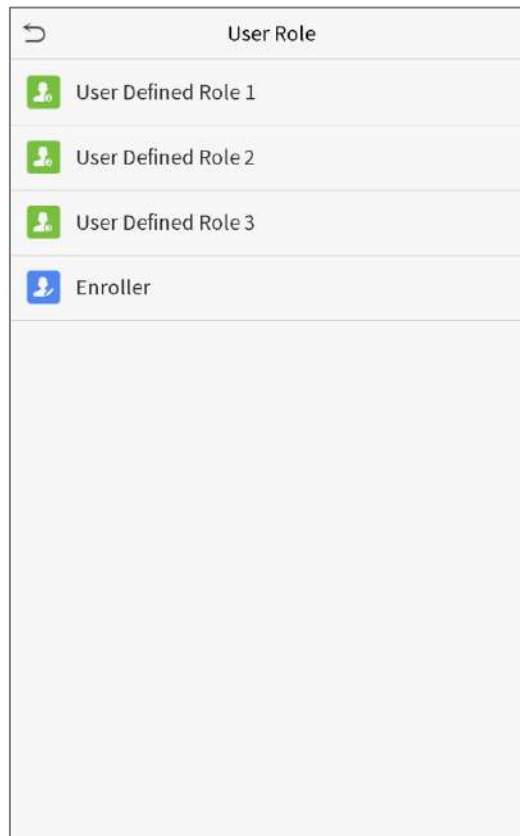 User Role
User Defined Role 1
User Defined Role 2
User Defined Role 3
Enroller